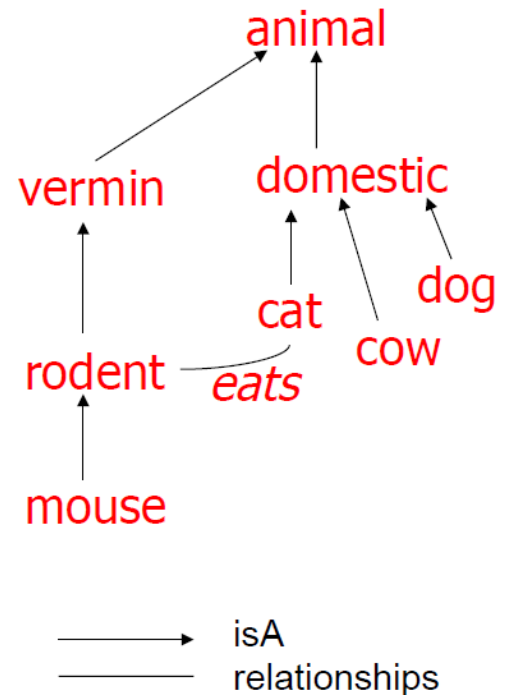 animal
vermin
domestic
dog
cat
cow
rodent
eats
mouse
isA
relationships